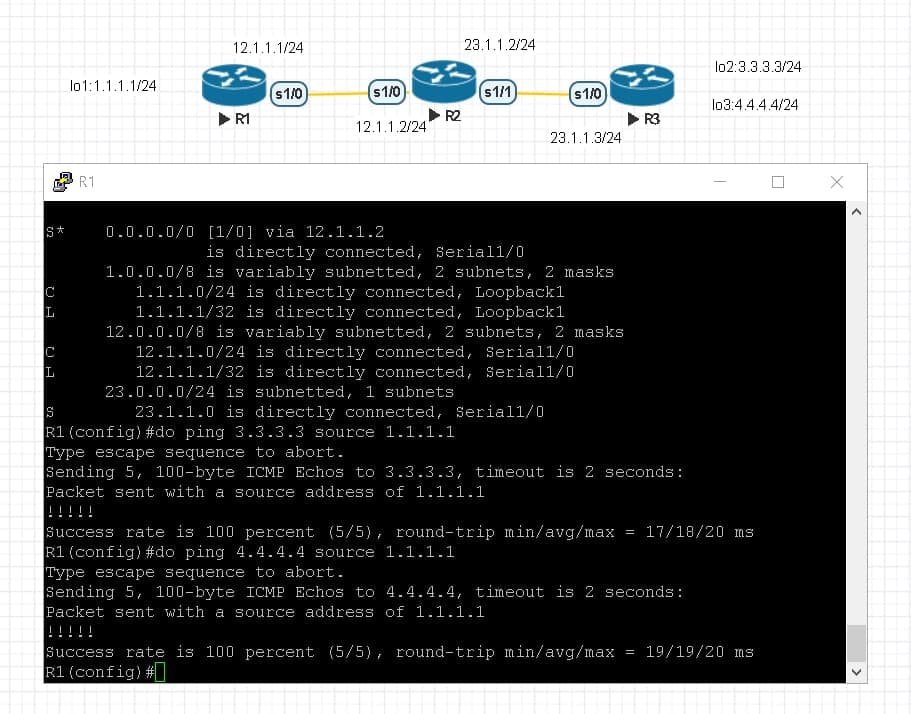 12.1.1.1/24
23.1.1.2/24
lo1:1.1.1.1/24
lo2:3.3.3.3/24
s1/0
s1/0
s1/1
s1/0
lo3:4.4.4.4/24
R1
R2
R3
12.1.1.2/24
23.1.1.3/24
R1
S*    0.0.0.0/0 [1/0] via 12.1.1.2
is directly connected, Serial1/0
1.0.0.0/8 is variably subnetted, 2 subnets, 2 masks
C        1.1.1.0/24 is directly connected, Loopback1
L        1.1.1.1/32 is directly connected, Loopback1
12.0.0.0/8 is variably subnetted, 2 subnets, 2 masks
C        12.1.1.0/24 is directly connected, Serial1/0
L        12.1.1.1/32 is directly connected, Serial1/0
23.0.0.0/24 is subnetted, 1 subnets
S        23.1.1.0 is directly connected, Serial1/0
R1(config)#do ping 3.3.3.3 source 1.1.1.1
Type escape sequence to abort.
Sending 5, 100-byte ICMP Echos to 3.3.3.3, timeout is 2 seconds:
Packet sent with a source address of 1.1.1.1
!!!!!
Success rate is 100 percent (5/5), round-trip min/avg/max = 17/18/20 ms
R1(config)#do ping 4.4.4.4 source 1.1.1.1
Type escape sequence to abort.
Sending 5, 100-byte ICMP Echos to 4.4.4.4, timeout is 2 seconds:
Packet sent with a source address of 1.1.1.1
!!!!!
Success rate is 100 percent (5/5), round-trip min/avg/max = 19/19/20 ms
R1(config)#